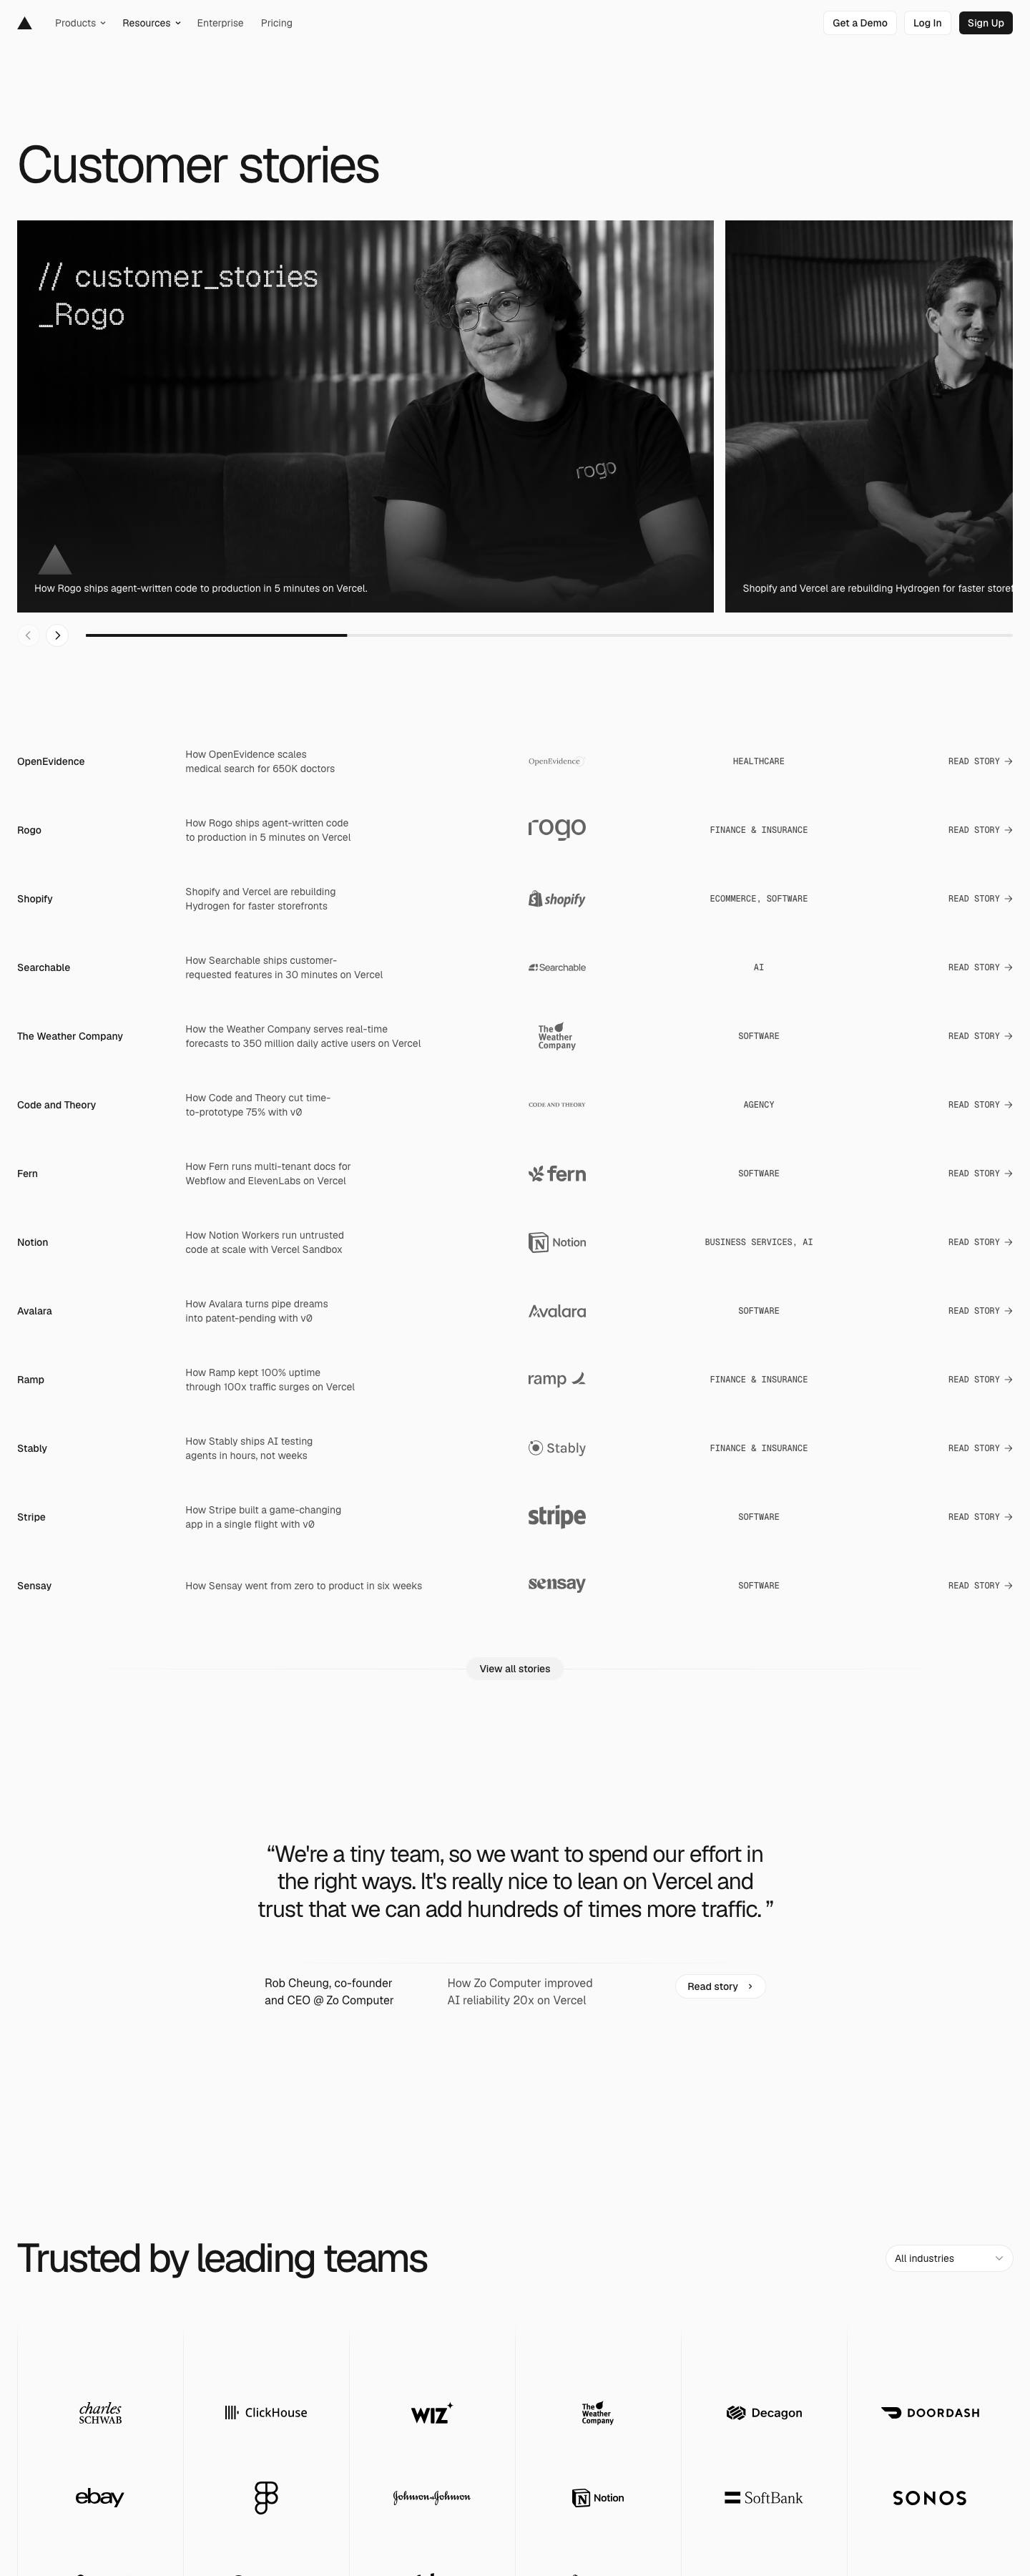 Products
Resources
Enterprise
Pricing
Get a Demo
Log In
Sign Up
Customer stories
// customer_stories
_Rogo
rogo
How Rogo ships agent-written code to production in 5 minutes on Vercel.
Shopify and Vercel are rebuilding Hydrogen for faster storef
OpenEvidence
How OpenEvidence scales
medical search for 650K doctors
OpenEvidence
HEALTHCARE
READ STORY →
Rogo
How Rogo ships agent-written code
to production in 5 minutes on Vercel
rogo
FINANCE & INSURANCE
READ STORY →
Shopify
Shopify and Vercel are rebuilding
Hydrogen for faster storefronts
shopify
ECOMMERCE, SOFTWARE
READ STORY →
Searchable
How Searchable ships customer-
requested features in 30 minutes on Vercel
Searchable
AI
READ STORY →
The Weather Company
How the Weather Company serves real-time
forecasts to 350 million daily active users on Vercel
The
Weather
Company
SOFTWARE
READ STORY →
Code and Theory
How Code and Theory cut time-
to-prototype 75% with v0
CODE AND THEORY
AGENCY
READ STORY →
Fern
How Fern runs multi-tenant docs for
Webflow and ElevenLabs on Vercel
fern
SOFTWARE
READ STORY →
Notion
How Notion Workers run untrusted
code at scale with Vercel Sandbox
Notion
BUSINESS SERVICES, AI
READ STORY →
Avalara
How Avalara turns pipe dreams
into patent-pending with v0
Avalara
SOFTWARE
READ STORY →
Ramp
How Ramp kept 100% uptime
through 100x traffic surges on Vercel
ramp
FINANCE & INSURANCE
READ STORY →
Stably
How Stably ships AI testing
agents in hours, not weeks
Stably
FINANCE & INSURANCE
READ STORY →
Stripe
How Stripe built a game-changing
app in a single flight with v0
stripe
SOFTWARE
READ STORY →
Sensay
How Sensay went from zero to product in six weeks
sensay
SOFTWARE
READ STORY →
View all stories
“We're a tiny team, so we want to spend our effort in
the right ways. It's really nice to lean on Vercel and
trust that we can add hundreds of times more traffic. ”
Rob Cheung, co-founder
and CEO @ Zo Computer
How Zo Computer improved
AI reliability 20x on Vercel
Read story
Trusted by leading teams
All industries
charles
SCHWAB
ClickHouse
WIZ
The
Weather
Company
Decagon
DOORDASH
ebay
Johnson&Johnson
Notion
SoftBank
SONOS